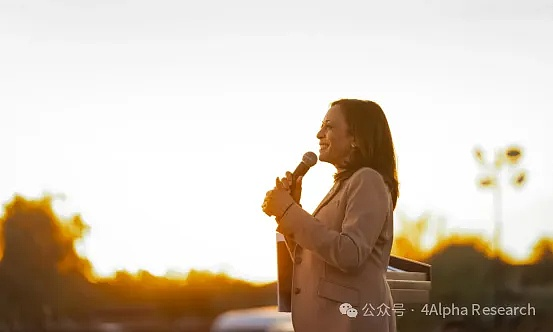 公众号 · 4Alpha Research